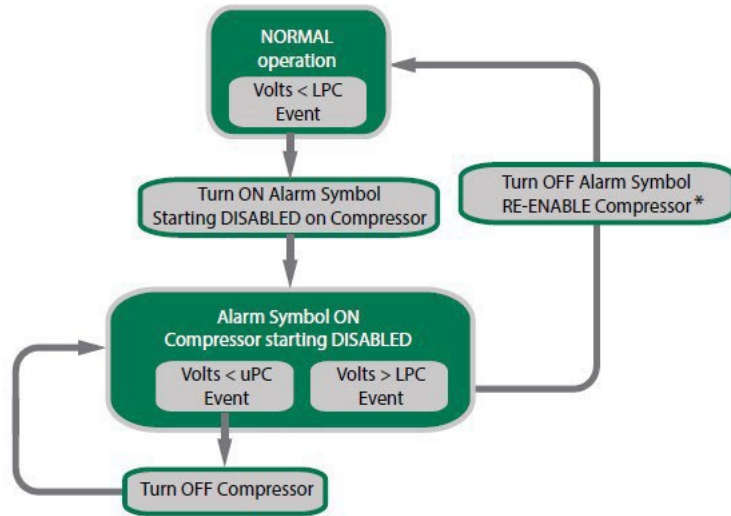 NORMAL
operation
Volts < LPC
Event
Turn ON Alarm Symbol
Starting DISABLED on Compressor
Turn OFF Alarm Symbol
RE-ENABLE Compressor*
Alarm Symbol ON
Compressor starting DISABLED
Volts < uPC
Event
Volts > LPC
Event
Turn OFF Compressor